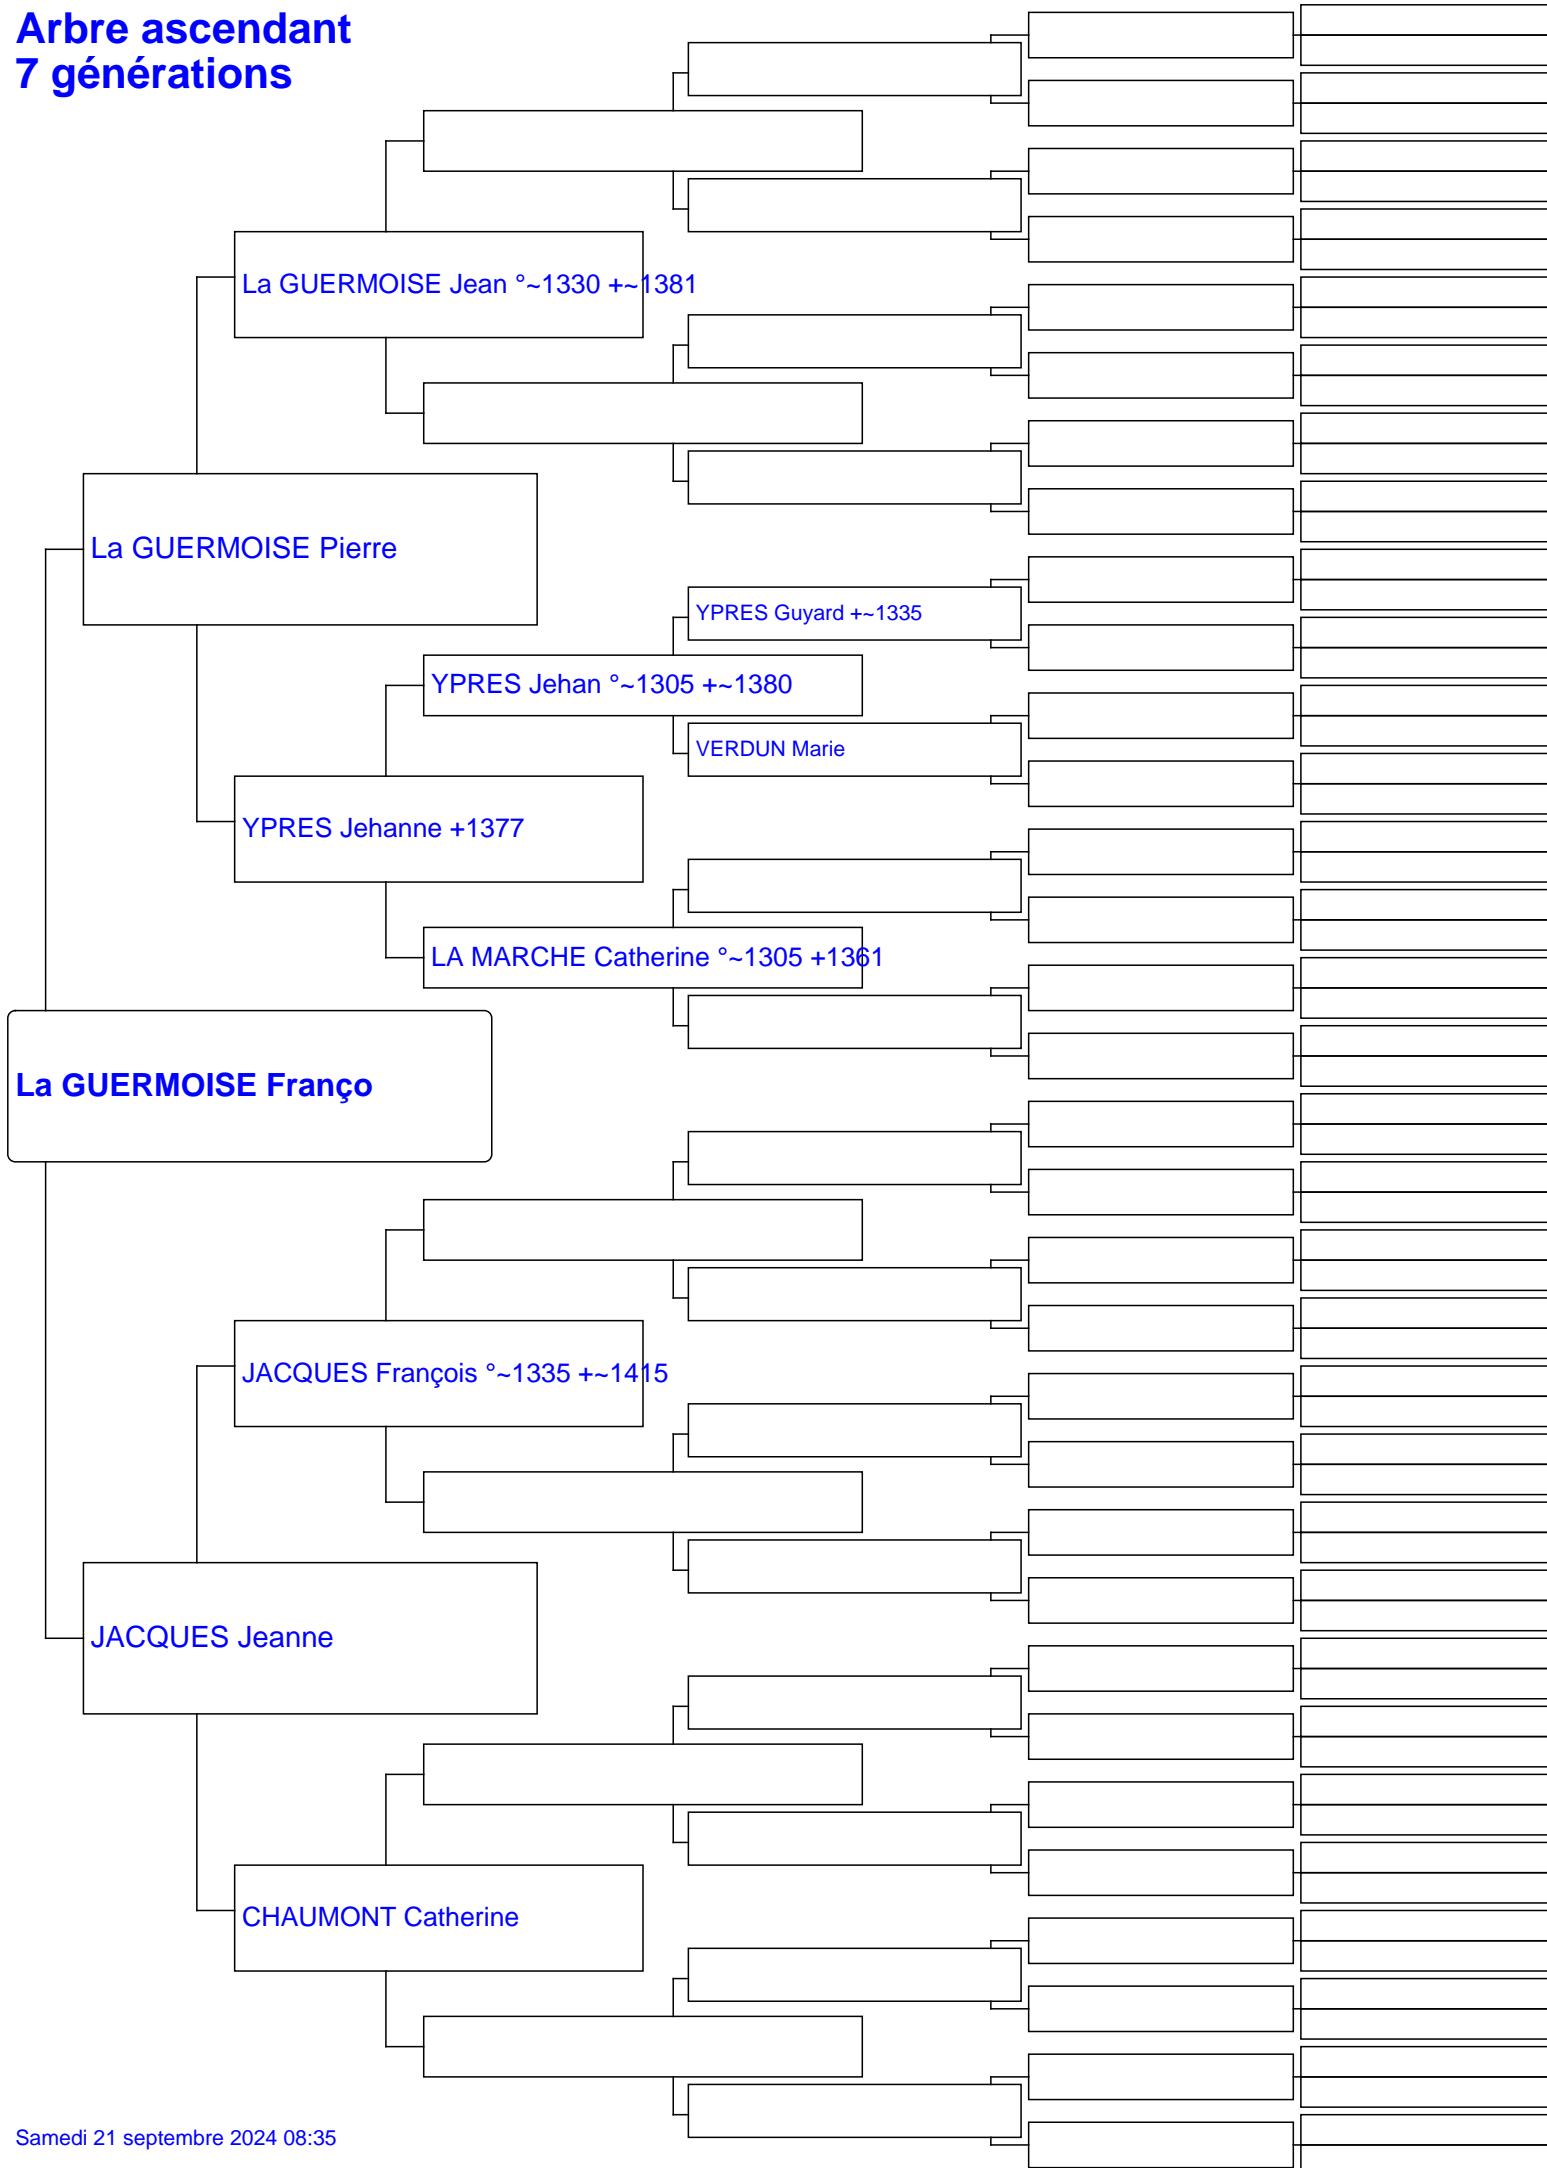 Arbre ascendant
7 générations
La GUERMOISE Jean °~1330 +~1381
La GUERMOISE Pierre
YPRES Guyard +~1335
YPRES Jehan °~1305 +~1380
VERDUN Marie
YPRES Jehanne +1377
LA MARCHE Catherine °~1305 +1361
La GUERMOISE Franço
JACQUES François °~1335 +~1415
JACQUES Jeanne
CHAUMONT Catherine
Samedi 21 septembre 2024 08:35